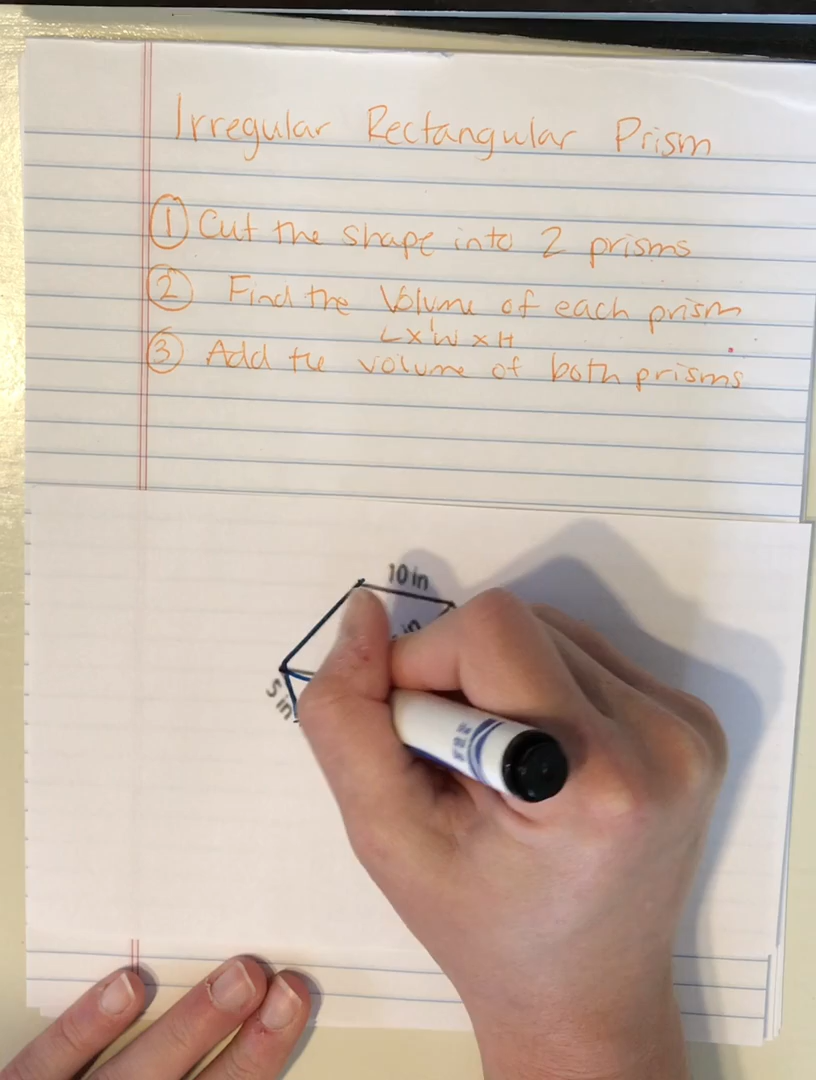 Irregular Rectangular Prism
① Cut the shape into 2 prisms
② Find the Volume of each prism
L x W x H
③ Add the volume of both prisms
10 in
in
5 in